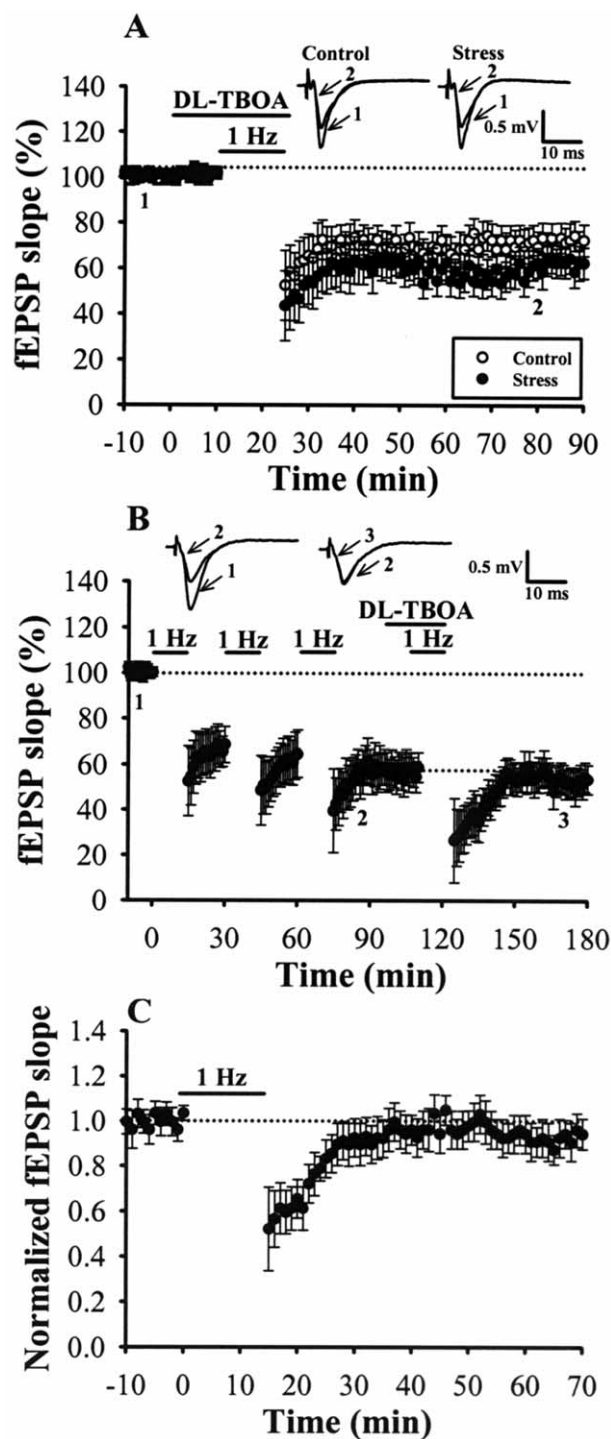 A
Control
Stress
2
1
2
1
DL-TBOA
1 Hz
0.5 mV
10 ms
fEPSP slope (%)
140
120
100
80
60
40
20
0
1
2
Control
Stress
-10 0 10 20 30 40 50 60 70 80 90
Time (min)
B
2
1
3
2
0.5 mV
10 ms
DL-TBOA
1 Hz 1 Hz 1 Hz 1 Hz
fEPSP slope (%)
140
120
100
80
60
40
20
0
1
2
3
0 30 60 90 120 150 180
Time (min)
C
1 Hz
Normalized fEPSP slope
1.4
1.2
1.0
0.8
0.6
0.4
0.2
0.0
-10 0 10 20 30 40 50 60 70
Time (min)